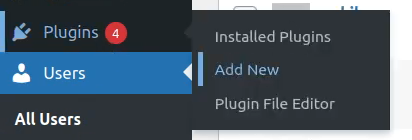 Plugins 4
Installed Plugins
Users
Add New
All Users
Plugin File Editor